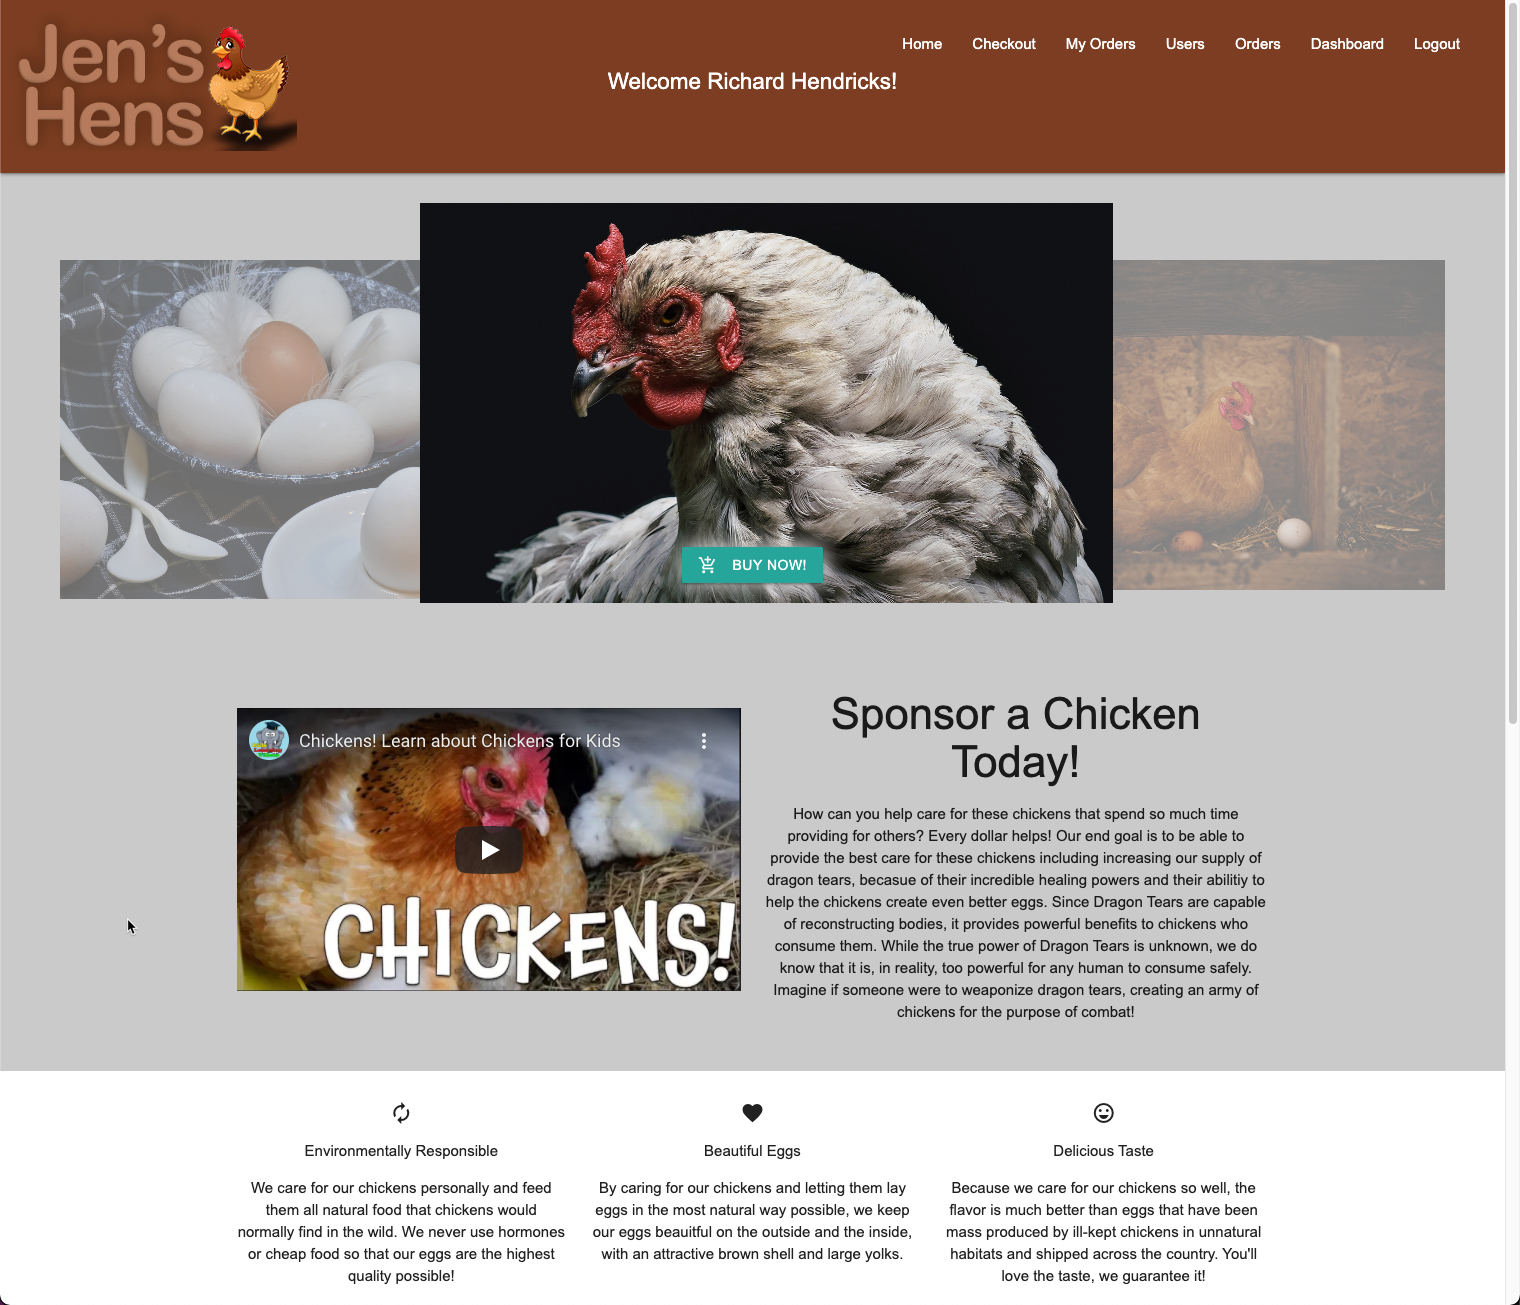 Jen's
Hens
Home Checkout My Orders Users Orders Dashboard Logout
Welcome Richard Hendricks!
BUY NOW!
Chickens! Learn about Chickens for Kids
CHICKENS!
Sponsor a Chicken
Today!
How can you help care for these chickens that spend so much time
providing for others? Every dollar helps! Our end goal is to be able to
provide the best care for these chickens including increasing our supply of
dragon tears, becasue of their incredible healing powers and their abilitiy to
help the chickens create even better eggs. Since Dragon Tears are capable
of reconstructing bodies, it provides powerful benefits to chickens who
consume them. While the true power of Dragon Tears is unknown, we do
know that it is, in reality, too powerful for any human to consume safely.
Imagine if someone were to weaponize dragon tears, creating an army of
chickens for the purpose of combat!
Environmentally Responsible
We care for our chickens personally and feed
them all natural food that chickens would
normally find in the wild. We never use hormones
or cheap food so that our eggs are the highest
quality possible!
Beautiful Eggs
By caring for our chickens and letting them lay
eggs in the most natural way possible, we keep
our eggs beauitful on the outside and the inside,
with an attractive brown shell and large yolks.
Delicious Taste
Because we care for our chickens so well, the
flavor is much better than eggs that have been
mass produced by ill-kept chickens in unnatural
habitats and shipped across the country. You'll
love the taste, we guarantee it!